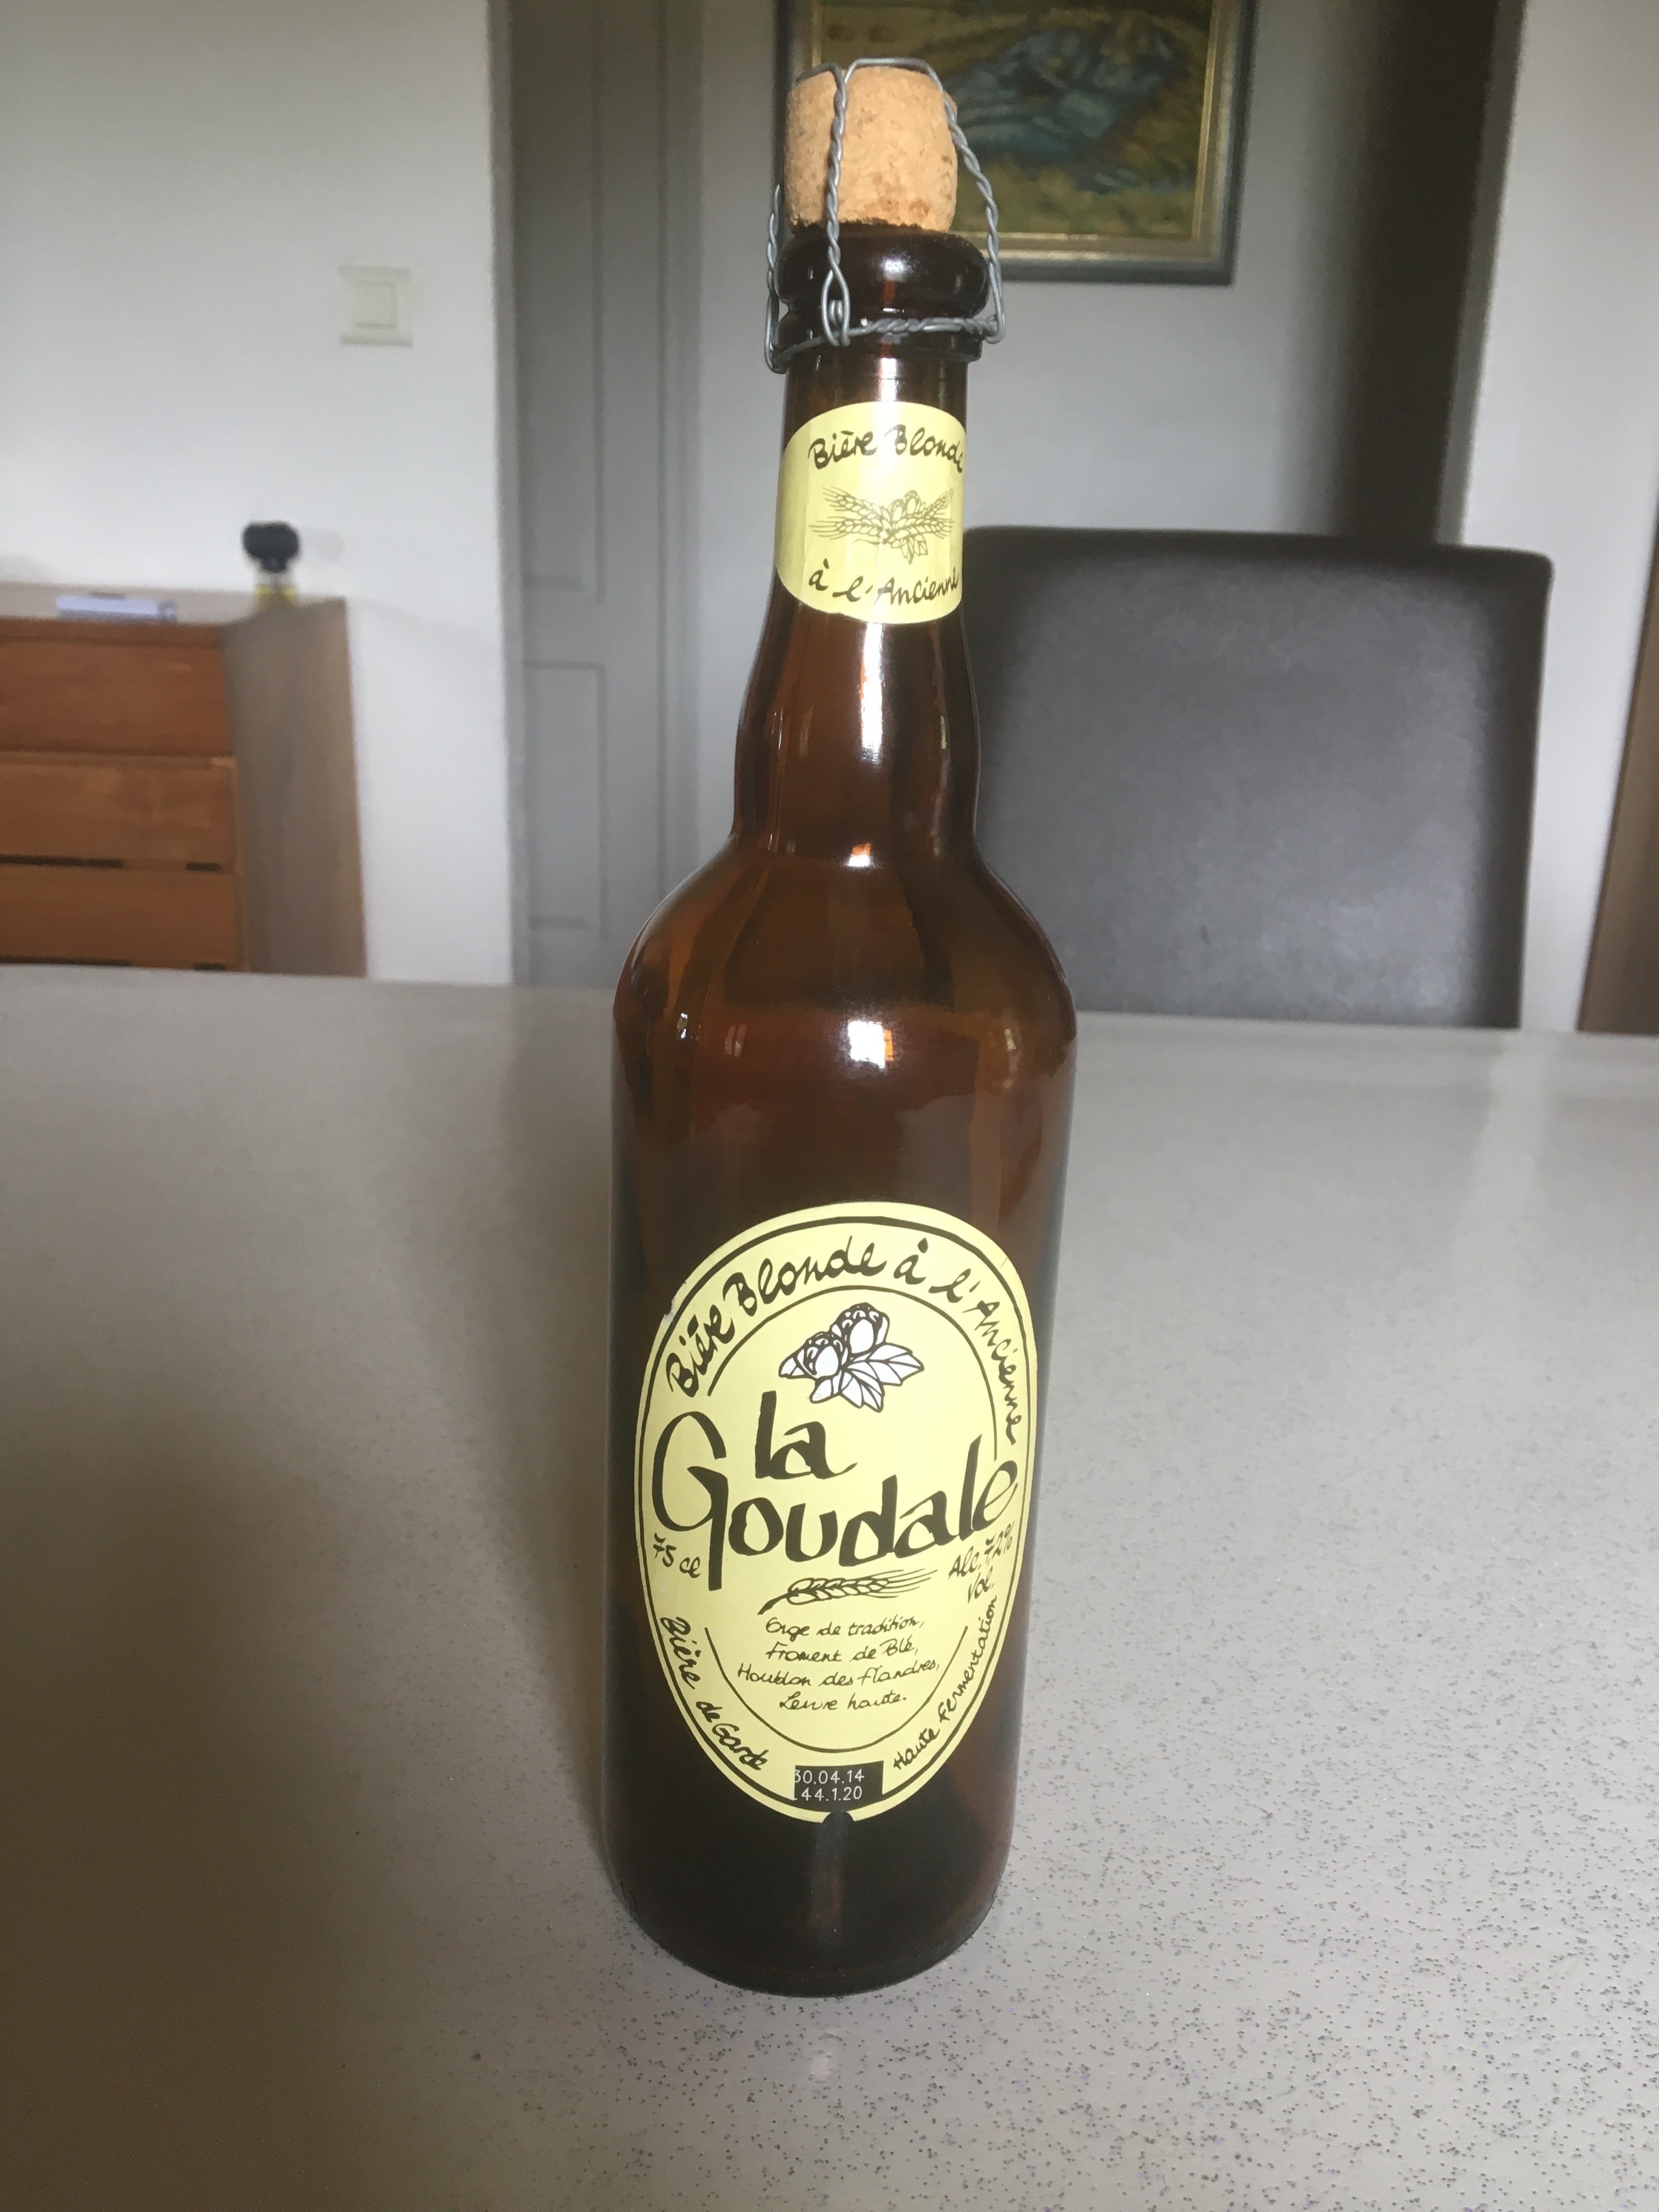 Bière Blonde
à l'Ancienne
Bière Blonde à l'Ancienne
la
Goudale
75 cl
Alc. 7,2%
Vol.
Orge de tradition,
Froment de Blé,
Houblon des flandres,
Levure haute.
Bière de Garde
Haute Fermentation
30.04.14
L44.1.20